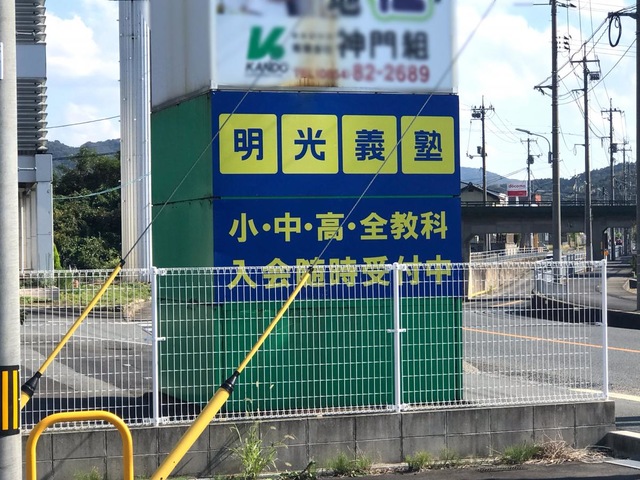 KANDO
神門組
82-2689
明光義塾
小・中・高・全教科
入会随時受付中
docomo